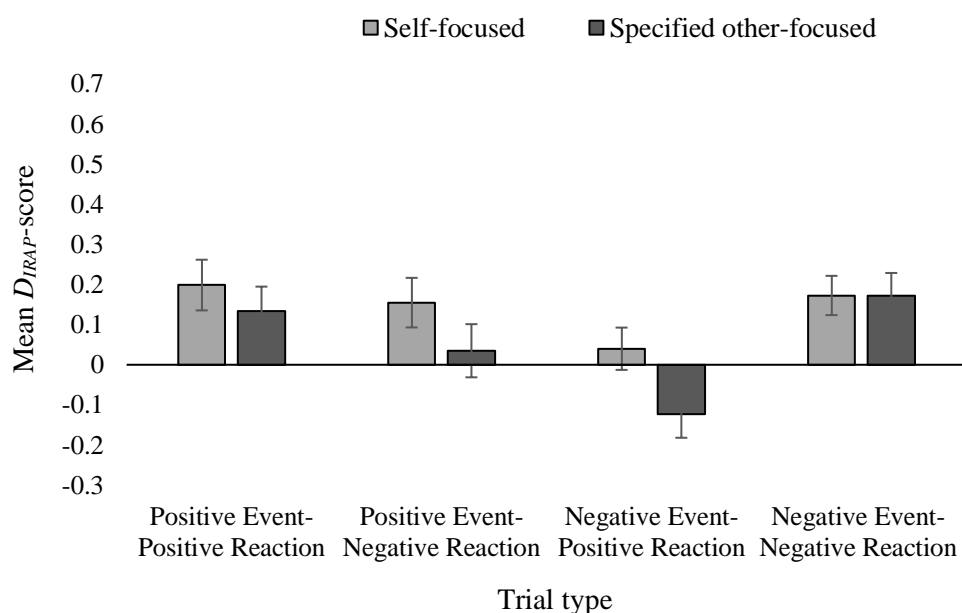 Self-focused Specified other-focused
0.7
0.6
0.5
0.4
0.3
0.2
0.1
0
-0.1
-0.2
-0.3
Mean D_IRAP-score
Positive Event-
Positive Reaction
Positive Event-
Negative Reaction
Negative Event-
Positive Reaction
Negative Event-
Negative Reaction
Trial type